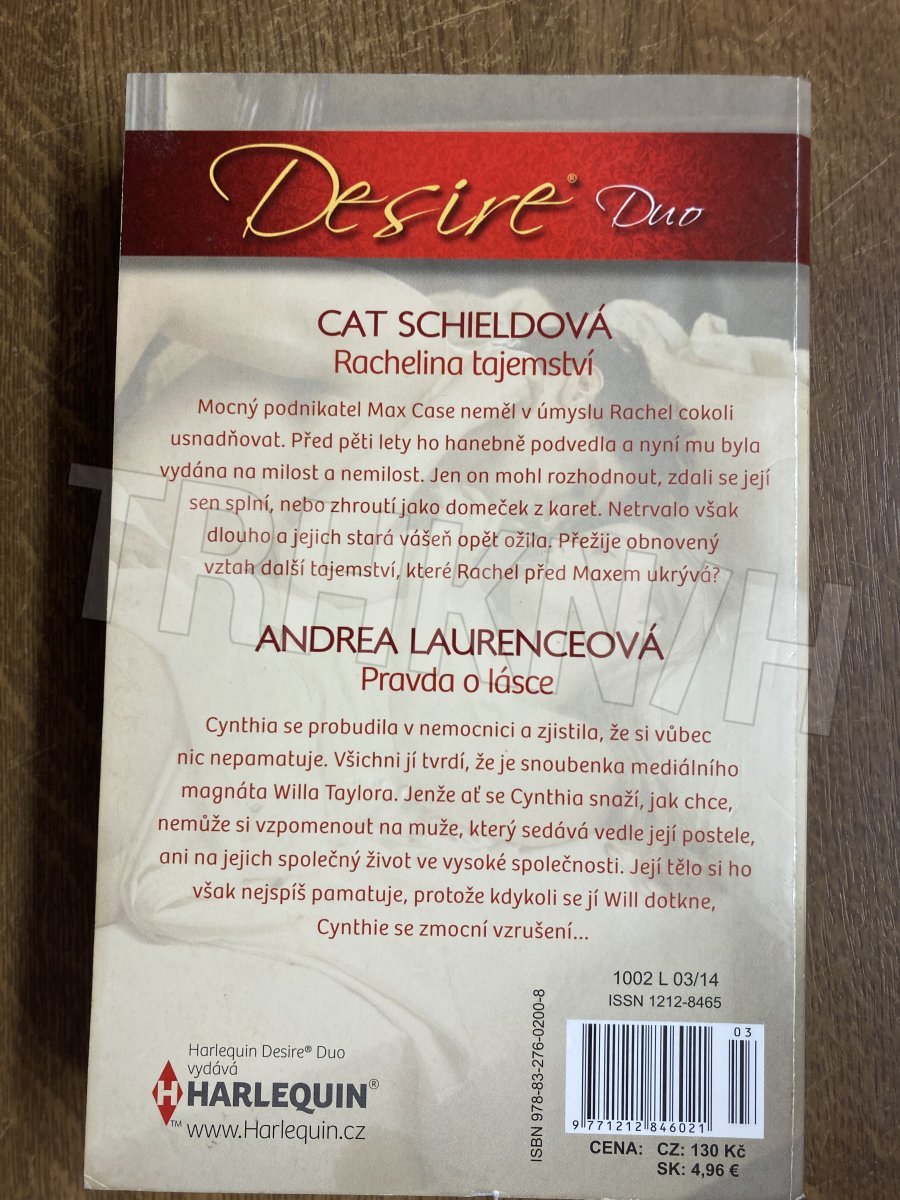 Desire® Duo
CAT SCHIELDOVÁ
Rachelina tajemství
Mocný podnikatel Max Case neměl v úmyslu Rachel cokoli
usnadňovat. Před pěti lety ho hanebně podvedla a nyní mu byla
vydána na milost a nemilost. Jen on mohl rozhodnout, zdali se její
sen splní, nebo zhroutí jako domeček z karet. Netrvalo však
dlouho a jejich stará vášeň opět ožila. Přežije obnovený
vztah další tajemství, které Rachel před Maxem ukrývá?
ANDREA LAURENCEOVÁ
Pravda o lásce
Cynthia se probudila v nemocnici a zjistila, že si vůbec
nic nepamatuje. Všichni jí tvrdí, že je snoubenka mediálního
magnáta Willa Taylora. Jenže ať se Cynthia snaží, jak chce,
nemůže si vzpomenout na muže, který sedává vedle její postele,
ani na jejich společný život ve vysoké společnosti. Její tělo si ho
však nejspíš pamatuje, protože kdykoli se jí Will dotkne,
Cynthie se zmocní vzrušení...
1002 L 03/14
ISSN 1212-8465
03
ISBN 978-83-276-0200-8
9 771212 846021
CENA: CZ: 130 Kč
SK: 4,96 €
Harlequin Desire® Duo
vydává
H HARLEQUIN®
™ www.Harlequin.cz